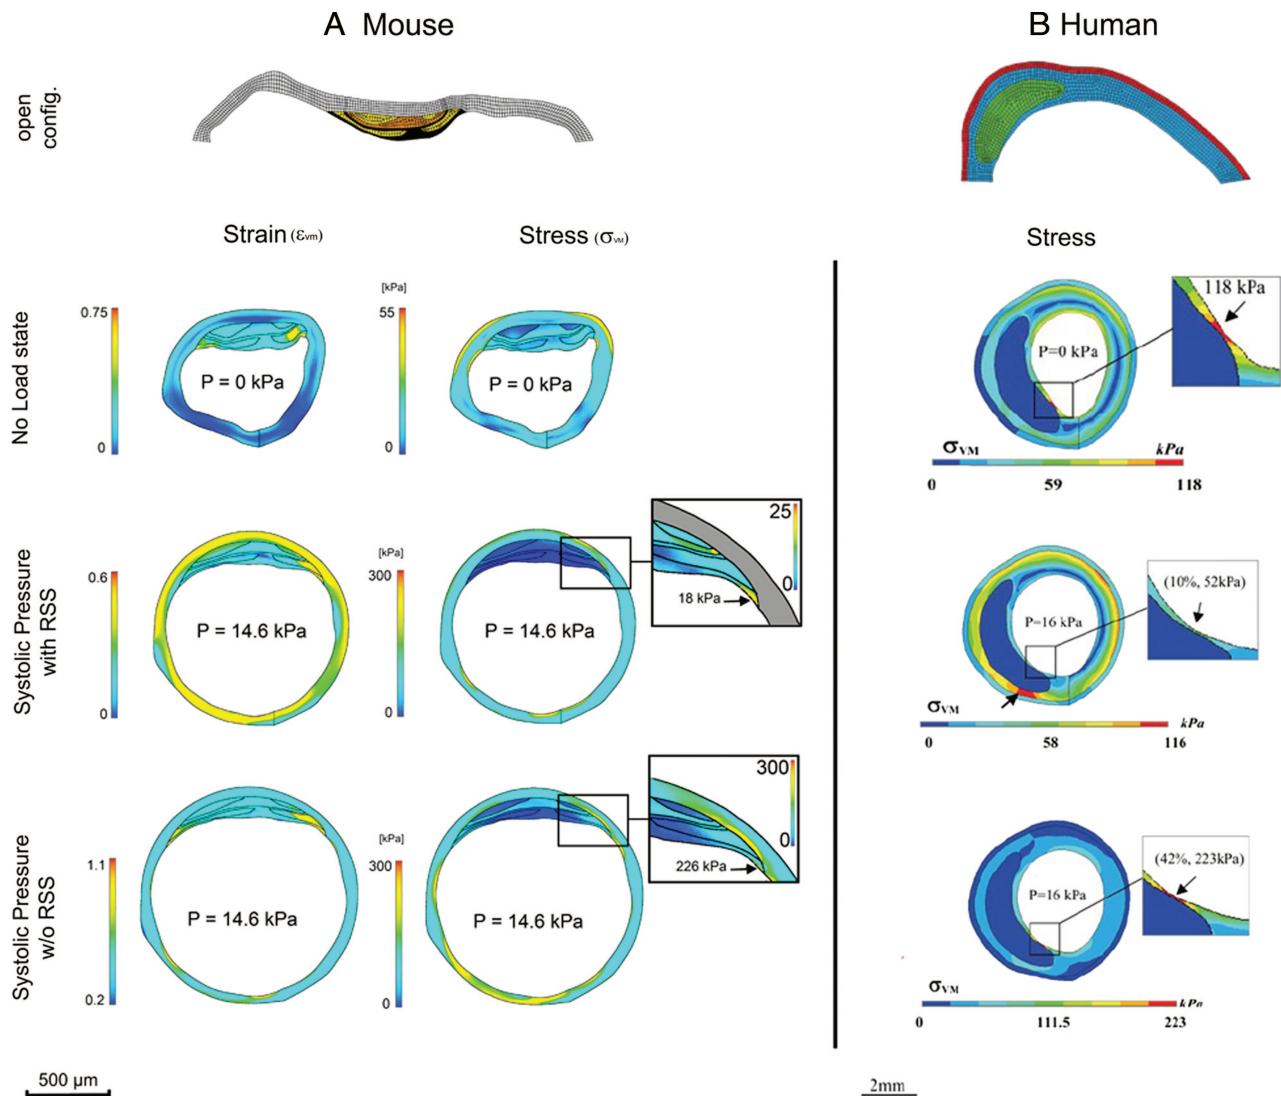 A Mouse
B Human
open
config.
Strain (εvm)
Stress (σVM)
Stress
No Load state
0.75
0
[kPa]
55
0
P = 0 kPa
P = 0 kPa
P=0 kPa
118 kPa
σVM
kPa
0
59
118
Systolic Pressure
with RSS
0.6
0
[kPa]
300
0
P = 14.6 kPa
P = 14.6 kPa
25
0
18 kPa
P=16 kPa
(10%, 52kPa)
σVM
kPa
0
58
116
Systolic Pressure
w/o RSS
1.1
0.2
[kPa]
300
0
P = 14.6 kPa
P = 14.6 kPa
300
0
226 kPa
P=16 kPa
(42%, 223kPa)
σVM
kPa
0
111.5
223
500 µm
2mm